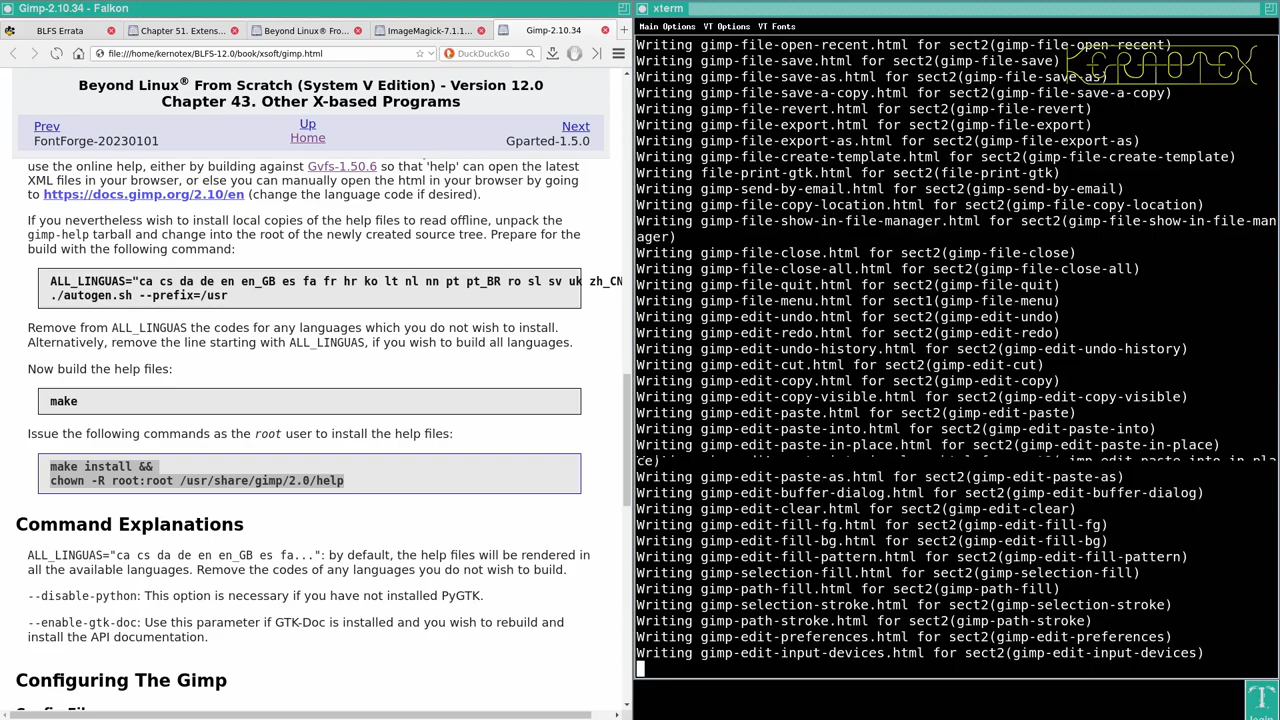 Gimp-2.10.34 - Falkon
BLFS Errata
Chapter 51. Extens...
Beyond Linux® Fro...
ImageMagick-7.1.1...
Gimp-2.10.34
file:///home/kernotex/BLFS-12.0/book/xsoft/gimp.html
DuckDuckGo
Beyond Linux® From Scratch (System V Edition) - Version 12.0
Chapter 43. Other X-based Programs
Prev
Up
Next
FontForge-20230101
Home
Gparted-1.5.0
use the online help, either by building against Gvfs-1.50.6 so that 'help' can open the latest
XML files in your browser, or else you can manually open the html in your browser by going
to https://docs.gimp.org/2.10/en (change the language code if desired).
If you nevertheless wish to install local copies of the help files to read offline, unpack the
gimp-help tarball and change into the root of the newly created source tree. Prepare for the
build with the following command:
ALL_LINGUAS="ca cs da de en en_GB es fa fr hr ko lt nl nn pt pt_BR ro sl sv uk zh_CN
./autogen.sh --prefix=/usr
Remove from ALL_LINGUAS the codes for any languages which you do not wish to install.
Alternatively, remove the line starting with ALL_LINGUAS, if you wish to build all languages.
Now build the help files:
make
Issue the following commands as the root user to install the help files:
make install &&
chown -R root:root /usr/share/gimp/2.0/help
Command Explanations
ALL_LINGUAS="ca cs da de en en_GB es fa...": by default, the help files will be rendered in
all the available languages. Remove the codes of any languages you do not wish to build.
--disable-python: This option is necessary if you have not installed PyGTK.
--enable-gtk-doc: Use this parameter if GTK-Doc is installed and you wish to rebuild and
install the API documentation.
Configuring The Gimp
xterm
Main Options VT Options VT Fonts
KERNOTEX
Writing gimp-file-open-recent.html for sect2(gimp-file-open-recent)
Writing gimp-file-save.html for sect2(gimp-file-save)
Writing gimp-file-save-as.html for sect2(gimp-file-save-as)
Writing gimp-file-save-a-copy.html for sect2(gimp-file-save-a-copy)
Writing gimp-file-revert.html for sect2(gimp-file-revert)
Writing gimp-file-export.html for sect2(gimp-file-export)
Writing gimp-file-export-as.html for sect2(gimp-file-export-as)
Writing gimp-file-create-template.html for sect2(gimp-file-create-template)
Writing file-print-gtk.html for sect2(file-print-gtk)
Writing gimp-send-by-email.html for sect2(gimp-send-by-email)
Writing gimp-file-copy-location.html for sect2(gimp-file-copy-location)
Writing gimp-file-show-in-file-manager.html for sect2(gimp-file-show-in-file-man
ager)
Writing gimp-file-close.html for sect2(gimp-file-close)
Writing gimp-file-close-all.html for sect2(gimp-file-close-all)
Writing gimp-file-quit.html for sect2(gimp-file-quit)
Writing gimp-file-menu.html for sect1(gimp-file-menu)
Writing gimp-edit-undo.html for sect2(gimp-edit-undo)
Writing gimp-edit-redo.html for sect2(gimp-edit-redo)
Writing gimp-edit-undo-history.html for sect2(gimp-edit-undo-history)
Writing gimp-edit-cut.html for sect2(gimp-edit-cut)
Writing gimp-edit-copy.html for sect2(gimp-edit-copy)
Writing gimp-edit-copy-visible.html for sect2(gimp-edit-copy-visible)
Writing gimp-edit-paste.html for sect2(gimp-edit-paste)
Writing gimp-edit-paste-into.html for sect2(gimp-edit-paste-into)
Writing gimp-edit-paste-in-place.html for sect2(gimp-edit-paste-in-place)
ce)
Writing gimp-edit-paste-as.html for sect2(gimp-edit-paste-as)
Writing gimp-edit-buffer-dialog.html for sect2(gimp-edit-buffer-dialog)
Writing gimp-edit-clear.html for sect2(gimp-edit-clear)
Writing gimp-edit-fill-fg.html for sect2(gimp-edit-fill-fg)
Writing gimp-edit-fill-bg.html for sect2(gimp-edit-fill-bg)
Writing gimp-edit-fill-pattern.html for sect2(gimp-edit-fill-pattern)
Writing gimp-selection-fill.html for sect2(gimp-selection-fill)
Writing gimp-path-fill.html for sect2(gimp-path-fill)
Writing gimp-selection-stroke.html for sect2(gimp-selection-stroke)
Writing gimp-path-stroke.html for sect2(gimp-path-stroke)
Writing gimp-edit-preferences.html for sect2(gimp-edit-preferences)
Writing gimp-edit-input-devices.html for sect2(gimp-edit-input-devices)